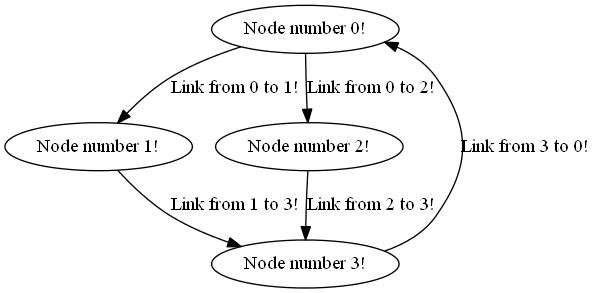 Node number 0!
Link from 0 to 1!
Link from 0 to 2!
Node number 1!
Node number 2!
Link from 3 to 0!
Link from 1 to 3!
Link from 2 to 3!
Node number 3!